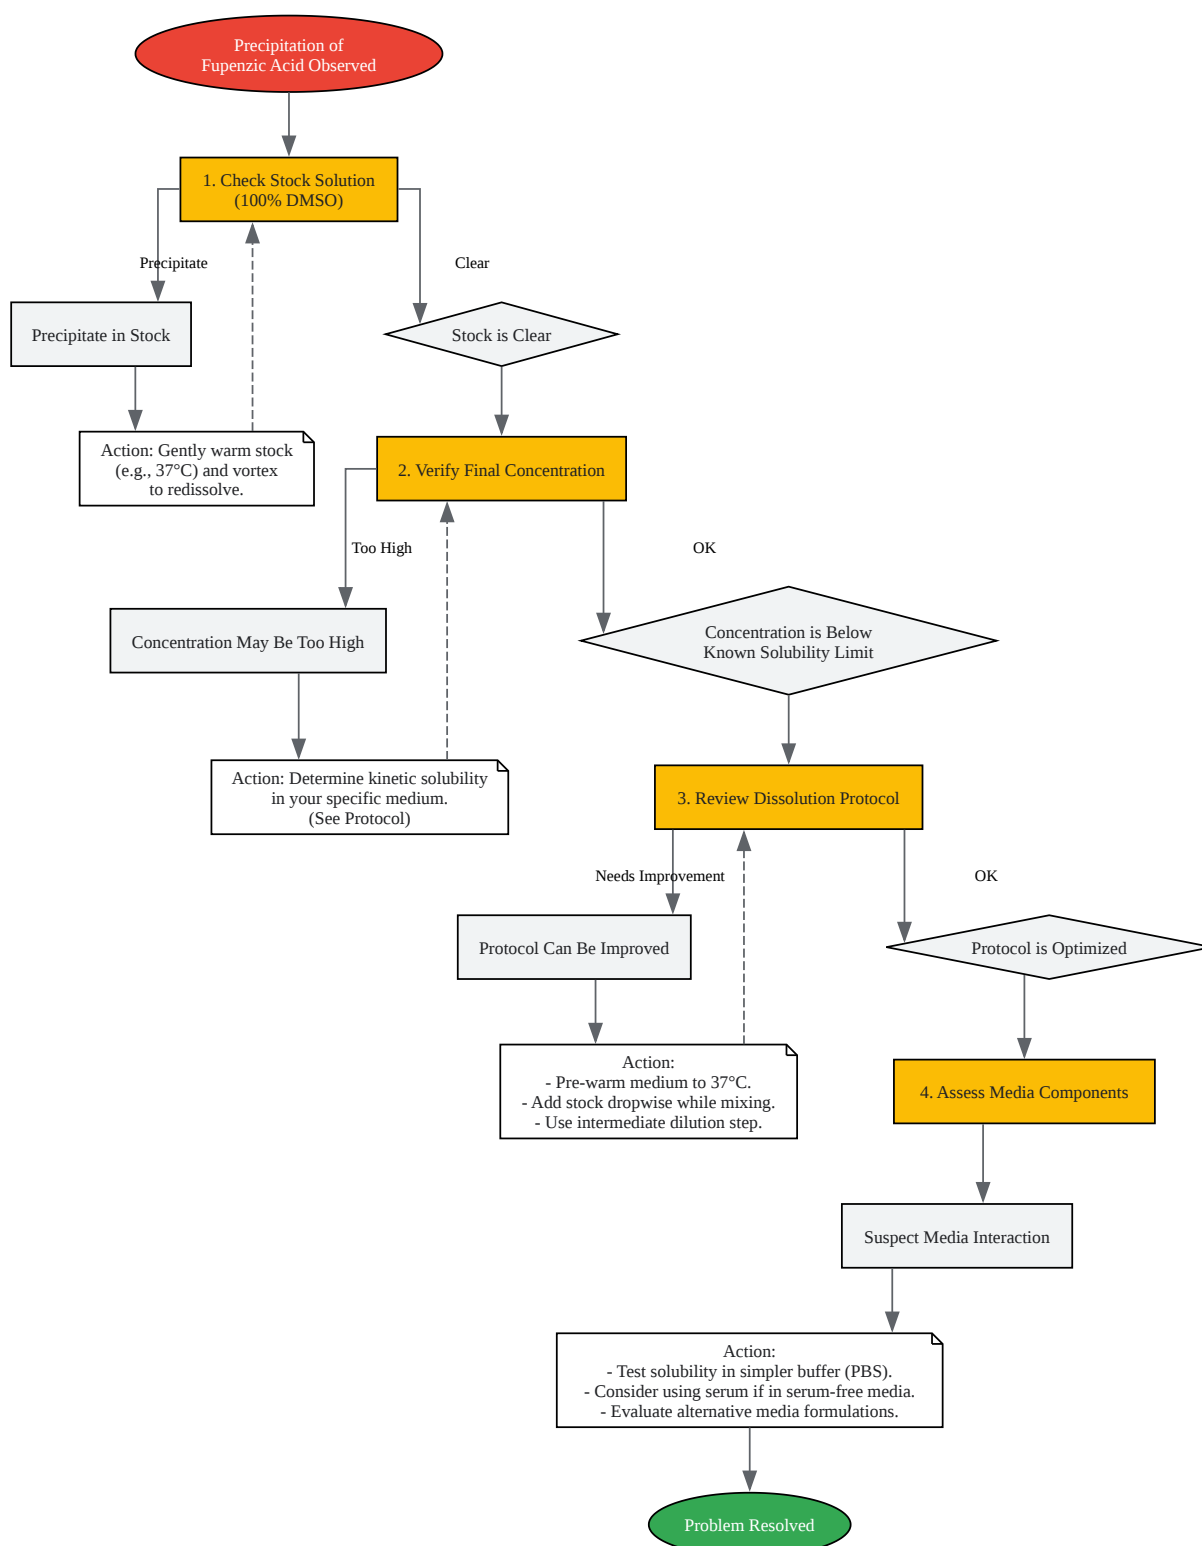 Precipitation of
Fupenzic Acid Observed
1. Check Stock Solution
(100% DMSO)
Precipitate
Clear
Precipitate in Stock
Stock is Clear
Action: Gently warm stock
(e.g., 37°C) and vortex
to redissolve.
2. Verify Final Concentration
Too High
OK
Concentration May Be Too High
Concentration is Below
Known Solubility Limit
Action: Determine kinetic solubility
in your specific medium.
(See Protocol)
3. Review Dissolution Protocol
Needs Improvement
OK
Protocol Can Be Improved
Protocol is Optimized
Action:
- Pre-warm medium to 37°C.
- Add stock dropwise while mixing.
- Use intermediate dilution step.
4. Assess Media Components
Suspect Media Interaction
Action:
- Test solubility in simpler buffer (PBS).
- Consider using serum if in serum-free media.
- Evaluate alternative media formulations.
Problem Resolved